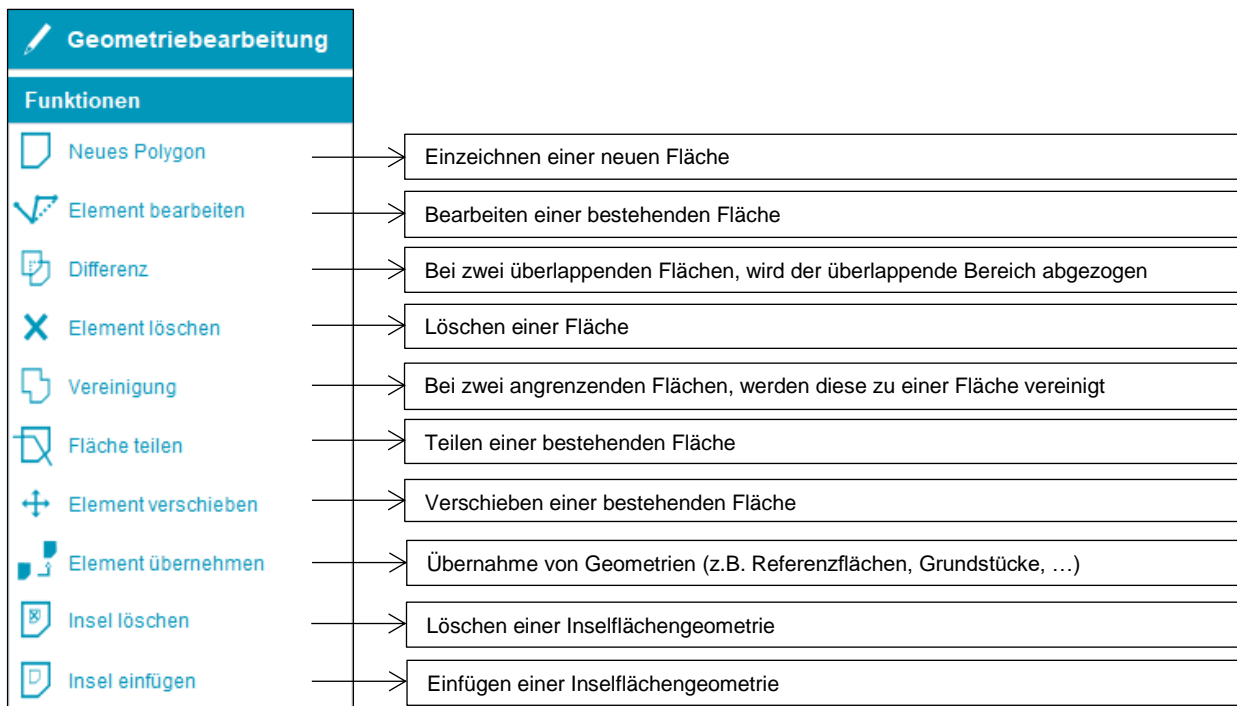 Geometriebearbeitung
Funktionen
Neues Polygon
Einzeichnen einer neuen Fläche
Element bearbeiten
Bearbeiten einer bestehenden Fläche
Differenz
Bei zwei überlappenden Flächen, wird der überlappende Bereich abgezogen
Element löschen
Löschen einer Fläche
Vereinigung
Bei zwei angrenzenden Flächen, werden diese zu einer Fläche vereinigt
Fläche teilen
Teilen einer bestehenden Fläche
Element verschieben
Verschieben einer bestehenden Fläche
Element übernehmen
Übernahme von Geometrien (z.B. Referenzflächen, Grundstücke, …)
Insel löschen
Löschen einer Inselflächengeometrie
Insel einfügen
Einfügen einer Inselflächengeometrie